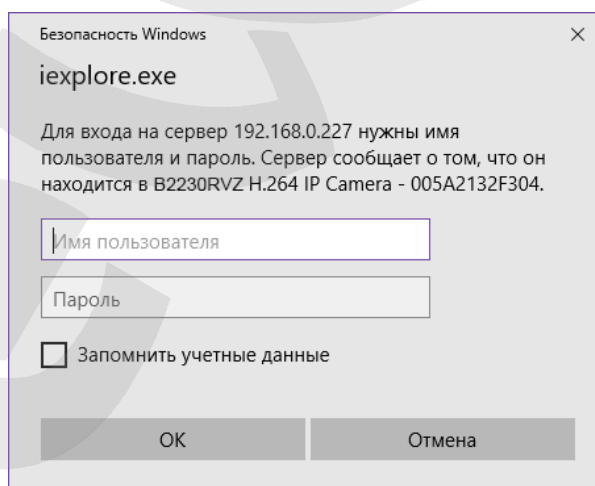 Безопасность Windows
iexplore.exe
Для входа на сервер 192.168.0.227 нужны имя
пользователя и пароль. Сервер сообщает о том, что он
находится в B2230RVZ H.264 IP Camera - 005A2132F304.
Имя пользователя
Пароль
Запомнить учетные данные
ОК
Отмена